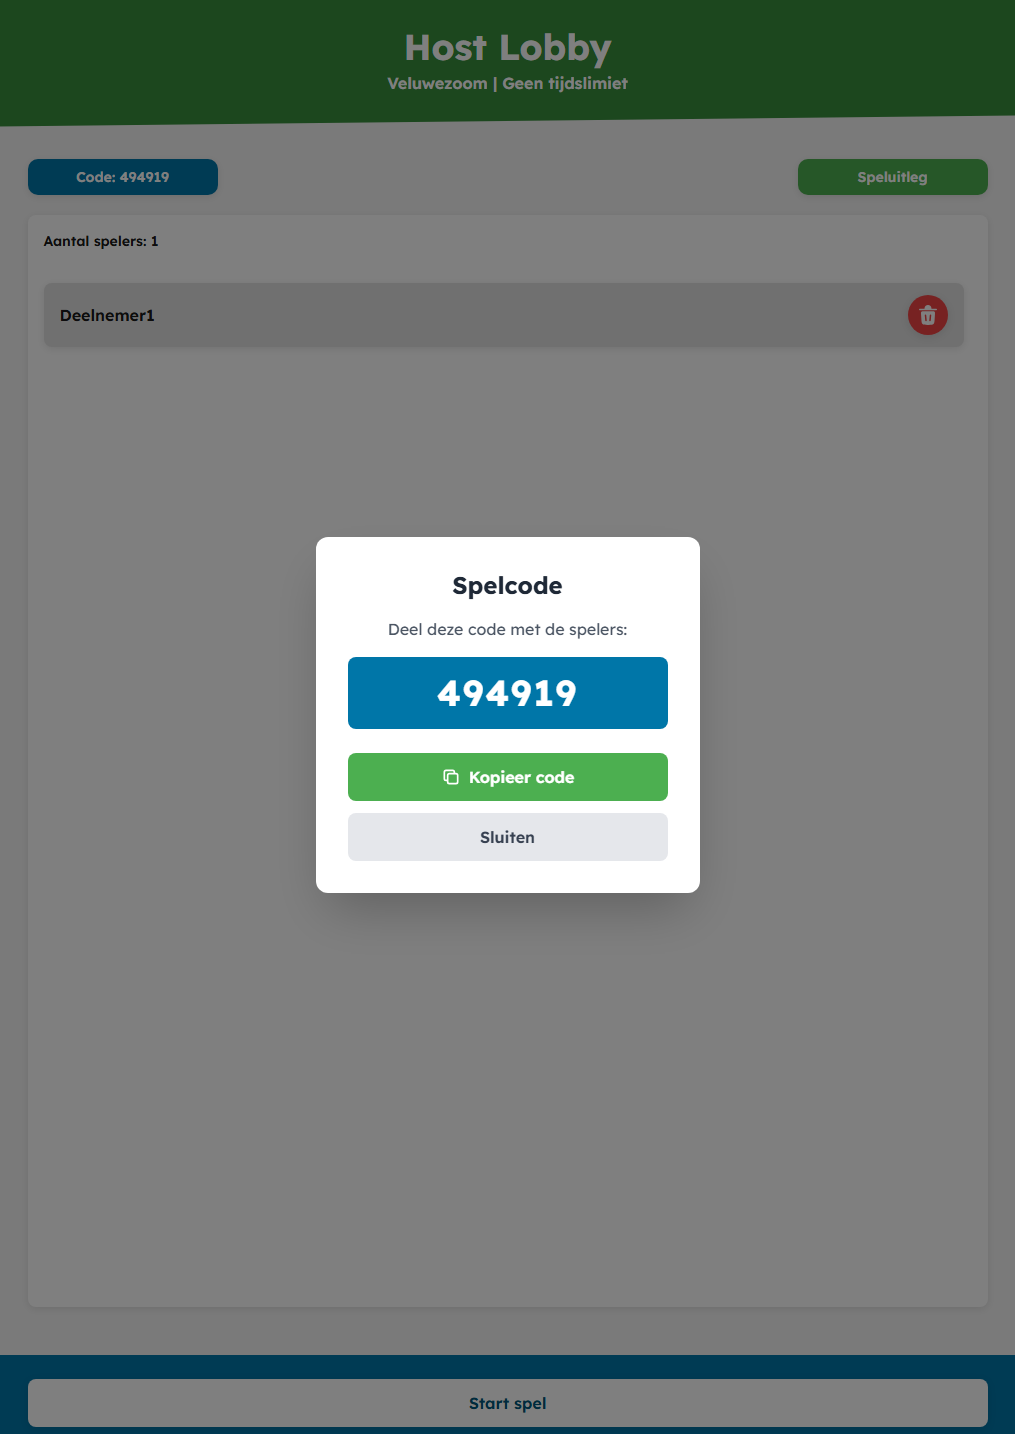 Host Lobby
Veluwezoom | Geen tijdslimiet
Code: 494919
Speluitleg
Aantal spelers: 1
Deelnemer1
Spelcode
Deel deze code met de spelers:
494919
Kopieer code
Sluiten
Start spel